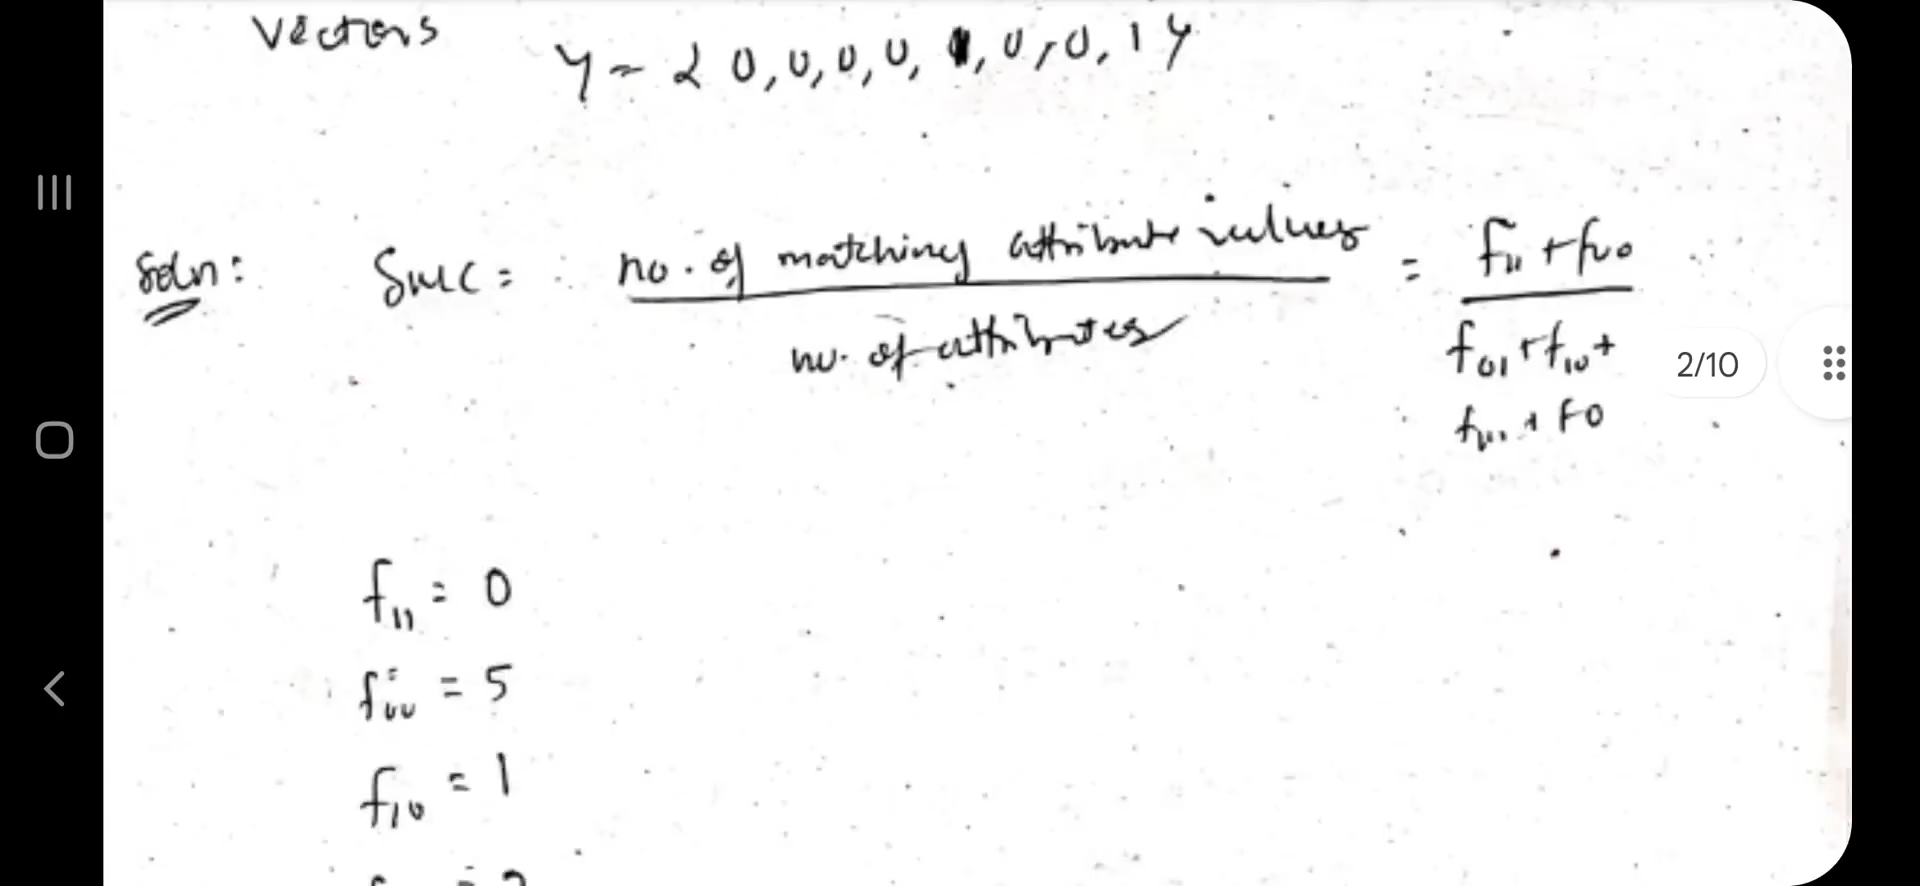 Vectors
Y = { 0, 0, 0, 0, 1, 0, 0, 1 }
Soln: SMC = no. of matching attribute values / no. of attributes = f11 + f00 / f01 + f10 + f11 + F0
2/10
f11 = 0
f00 = 5
f10 = 1